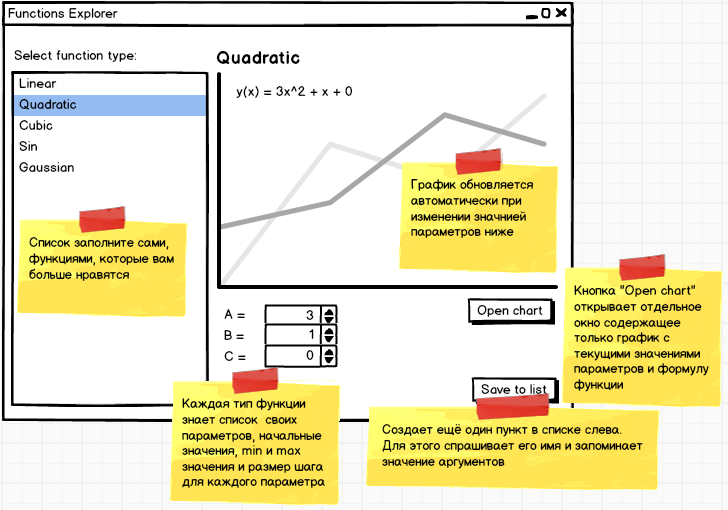 Functions Explorer
Select function type:
Linear
Quadratic
Cubic
Sin
Gaussian
Список заполните сами,
функциями, которые вам
больше нравятся
Quadratic
y(x) = 3x^2 + x + 0
График обновляется
автоматически при
изменении значнией
параметров ниже
A =
3
B =
1
C =
0
Open chart
Кнопка "Open chart"
открывает отдельное
окно содержащее
только график с
текущими значениями
параметров и формулу
функции
Save to list
Каждая тип функции
знает список своих
параметров, начальные
значения, min и max
значения и размер шага
для каждого параметра
Создает ещё один пункт в списке слева.
Для этого спрашивает его имя и запоминает
значение аргументов